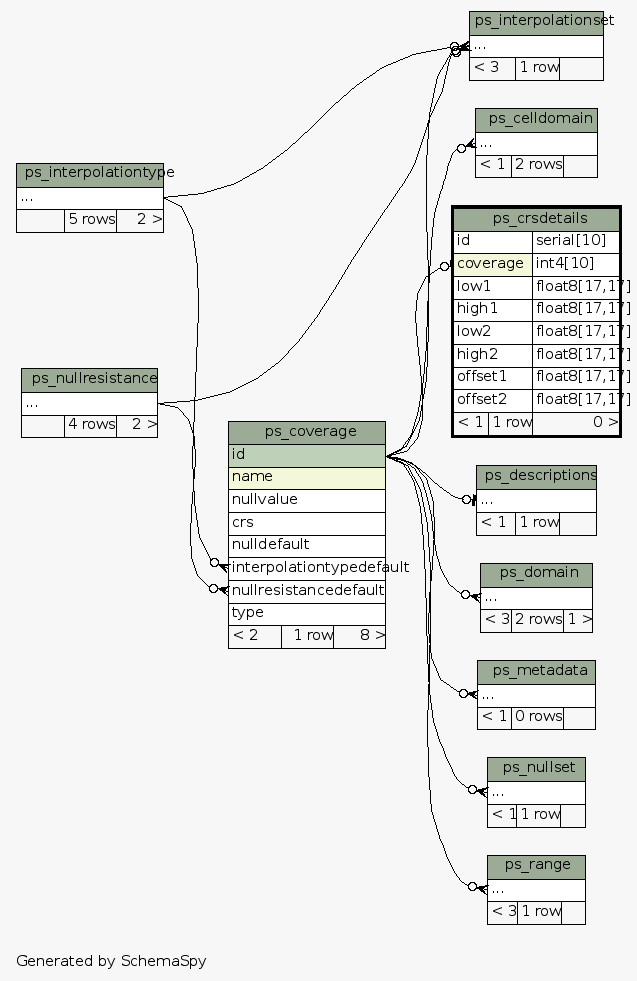 ps_interpolationset
...
< 3 1 row
ps_celldomain
...
< 1 2 rows
ps_interpolationtype
...
5 rows 2 >
ps_crsdetails
id serial[10]
coverage int4[10]
low1 float8[17,17]
high1 float8[17,17]
low2 float8[17,17]
high2 float8[17,17]
offset1 float8[17,17]
offset2 float8[17,17]
< 1 1 row 0 >
ps_nullresistance
...
4 rows 2 >
ps_coverage
id
name
nullvalue
crs
nulldefault
interpolationtypedefault
nullresistancedefault
type
< 2 1 row 8 >
ps_descriptions
...
< 1 1 row
ps_domain
...
< 3 2 rows 1 >
ps_metadata
...
< 1 0 rows
ps_nullset
...
< 1 1 row
ps_range
...
< 3 1 row
Generated by SchemaSpy